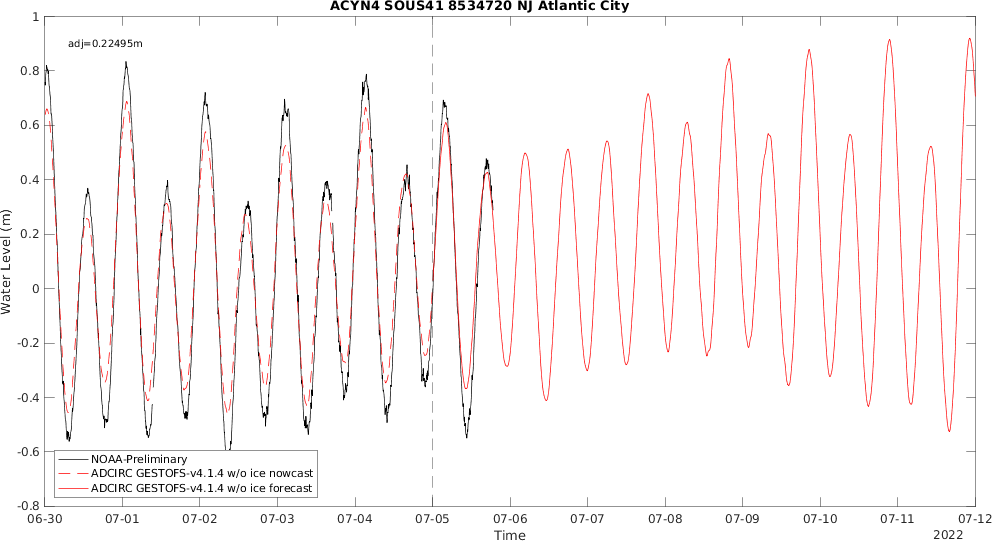 ACYN4 SOUS41 8534720 NJ Atlantic City
adj=0.22495m
Water Level (m)
1
0.8
0.6
0.4
0.2
0
-0.2
-0.4
-0.6
-0.8
NOAA-Preliminary
ADCIRC GESTOFS-v4.1.4 w/o ice nowcast
ADCIRC GESTOFS-v4.1.4 w/o ice forecast
06-30 07-01 07-02 07-03 07-04 07-05 07-06 07-07 07-08 07-09 07-10 07-11 07-12
Time
2022